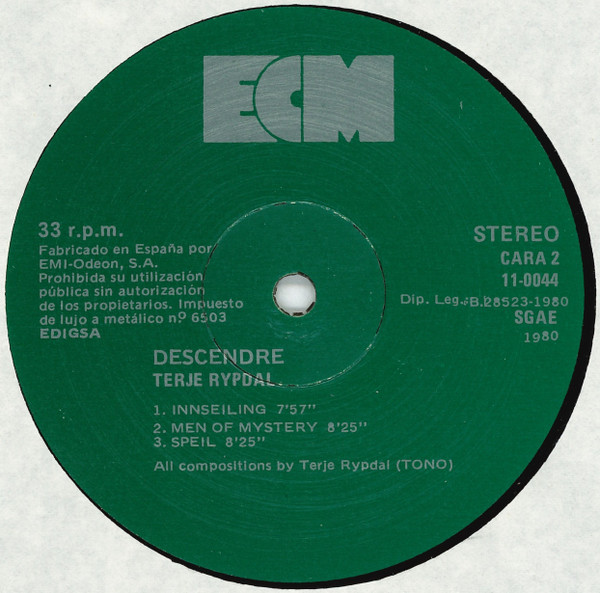 ECM
33 r.p.m.
Fabricado en España por
EMI-Odeon, S.A.
Prohibida su utilización
pública sin autorización
de los propietarios. Impuesto
de lujo a metálico nº 6503
EDIGSA
STEREO
CARA 2
11-0044
Dip. Leg. B.28523-1980
SGAE
1980
DESCENDRE
TERJE RYPDAL
1. INNSEILING 7'57"
2. MEN OF MYSTERY 8'25"
3. SPEIL 8'25"
All compositions by Terje Rypdal (TONO)